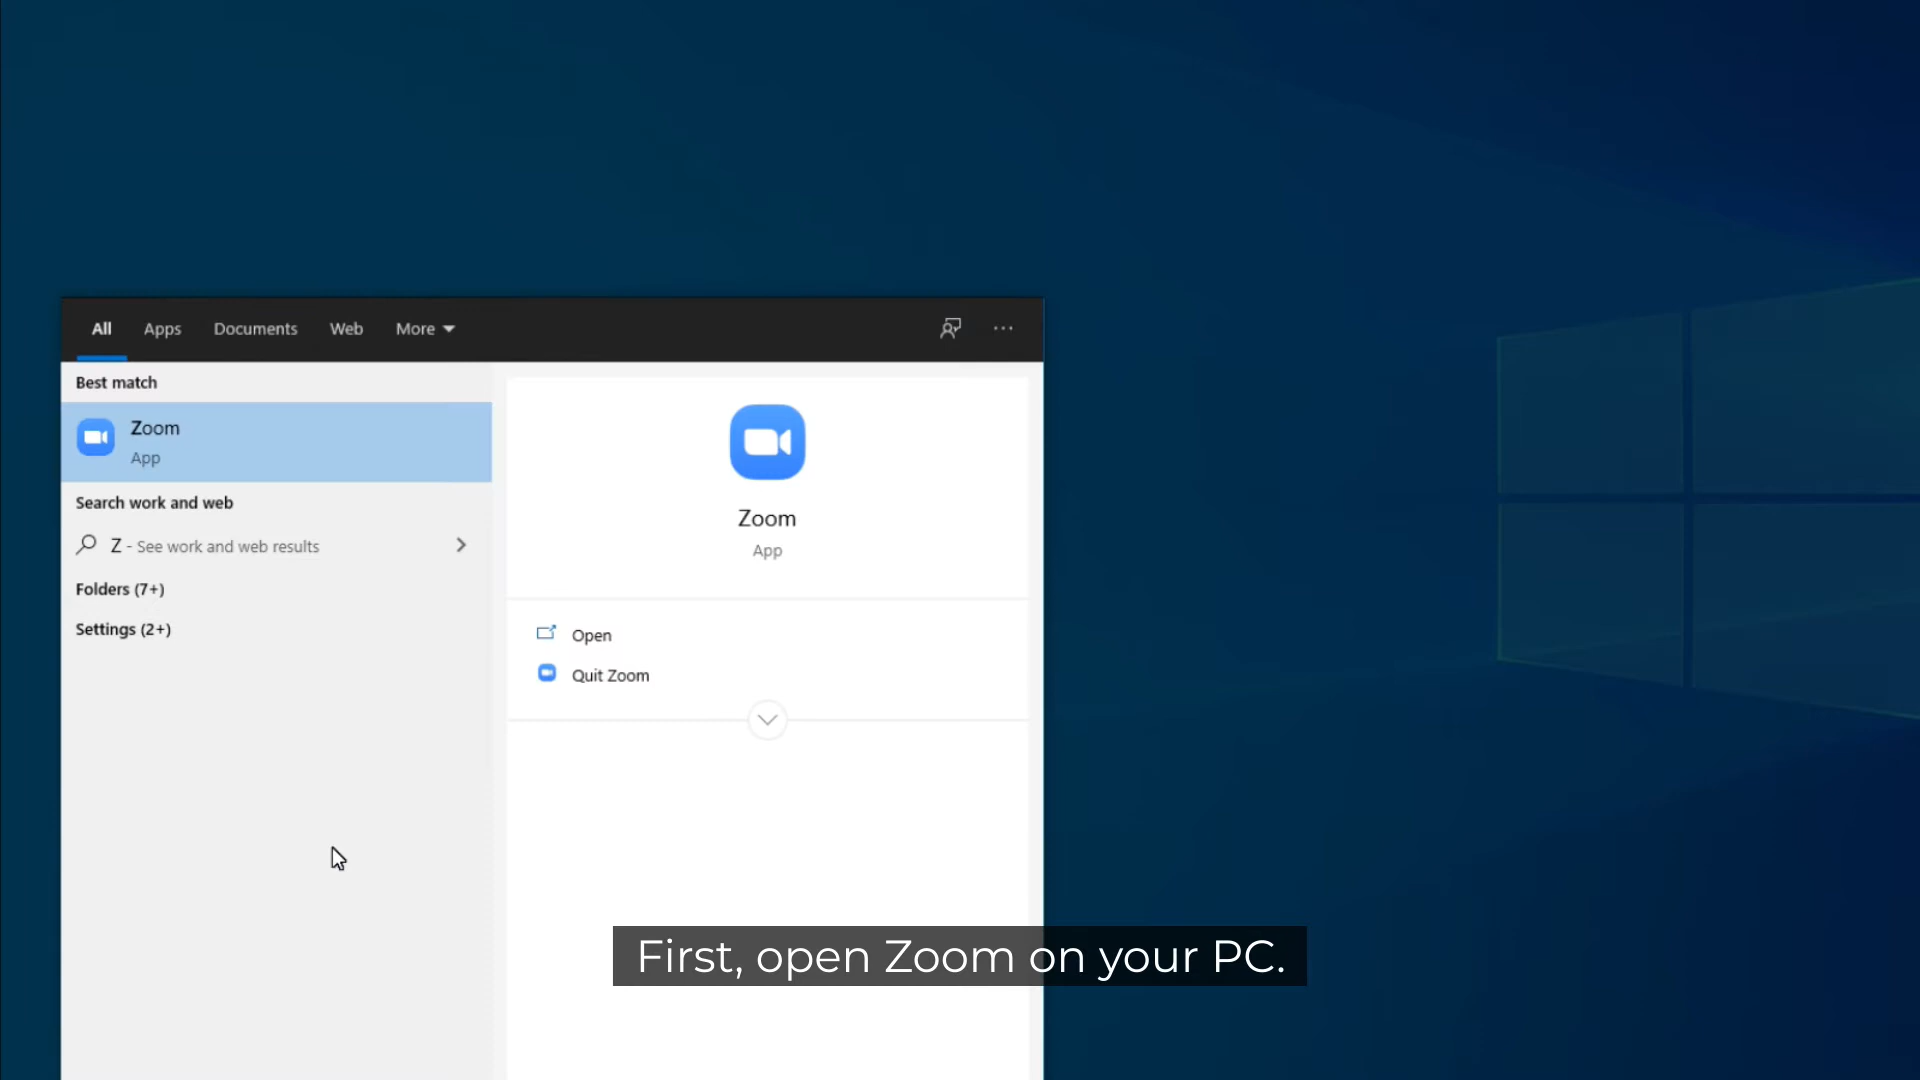 All Apps Documents Web More
Best match
Zoom
App
Search work and web
Z - See work and web results
Folders (7+)
Settings (2+)
Zoom
App
Open
Quit Zoom
First, open Zoom on your PC.